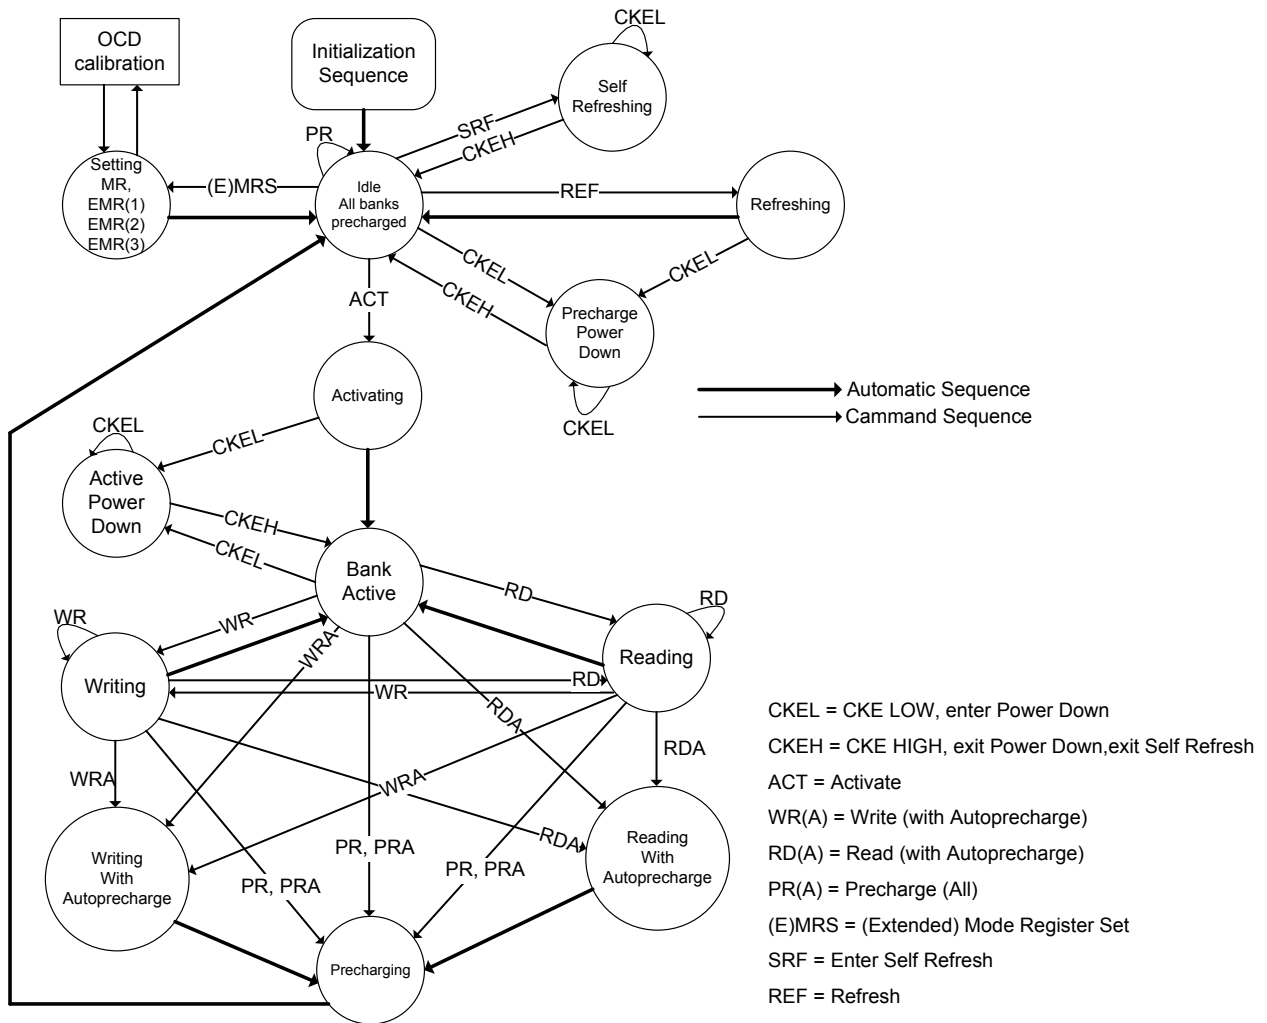 OCD
calibration
Initialization
Sequence
CKEL
Self
Refreshing
PR
SRF
CKEH
Setting
MR,
EMR(1)
EMR(2)
EMR(3)
(E)MRS
Idle
All banks
precharged
REF
Refreshing
CKEL
CKEH
CKEL
ACT
Precharge
Power
Down
CKEL
Activating
Automatic Sequence
Cammand Sequence
CKEL
CKEL
Active
Power
Down
CKEH
CKEL
Bank
Active
RD
RD
WR
WR
WRA
Writing
Reading
RD
WR
RDA
RDA
WRA
WRA
RDA
PR, PRA
PR, PRA
PR, PRA
Writing
With
Autoprecharge
Reading
With
Autoprecharge
Precharging
CKEL = CKE LOW, enter Power Down
CKEH = CKE HIGH, exit Power Down,exit Self Refresh
ACT = Activate
WR(A) = Write (with Autoprecharge)
RD(A) = Read (with Autoprecharge)
PR(A) = Precharge (All)
(E)MRS = (Extended) Mode Register Set
SRF = Enter Self Refresh
REF = Refresh